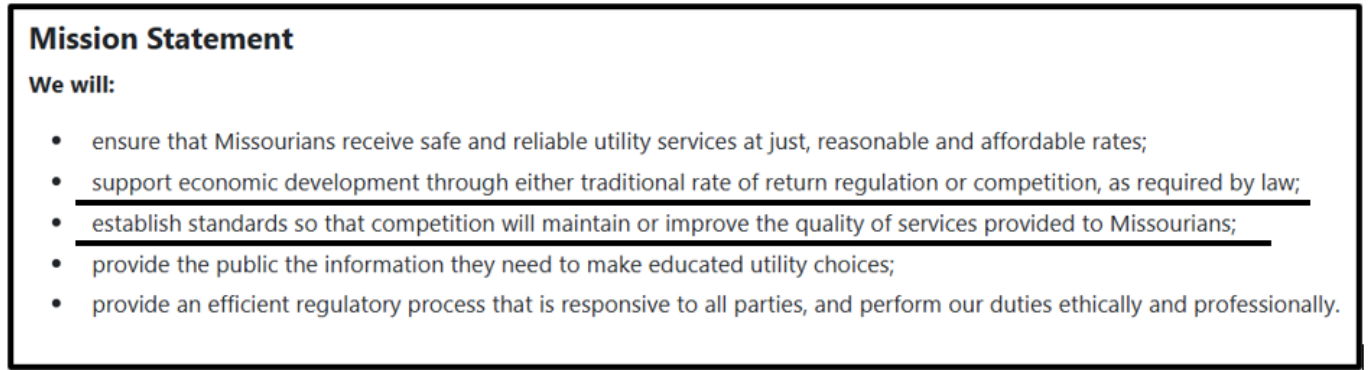 Mission Statement
We will:
• ensure that Missourians receive safe and reliable utility services at just, reasonable and affordable rates;
• support economic development through either traditional rate of return regulation or competition, as required by law;
• establish standards so that competition will maintain or improve the quality of services provided to Missourians;
• provide the public the information they need to make educated utility choices;
• provide an efficient regulatory process that is responsive to all parties, and perform our duties ethically and professionally.